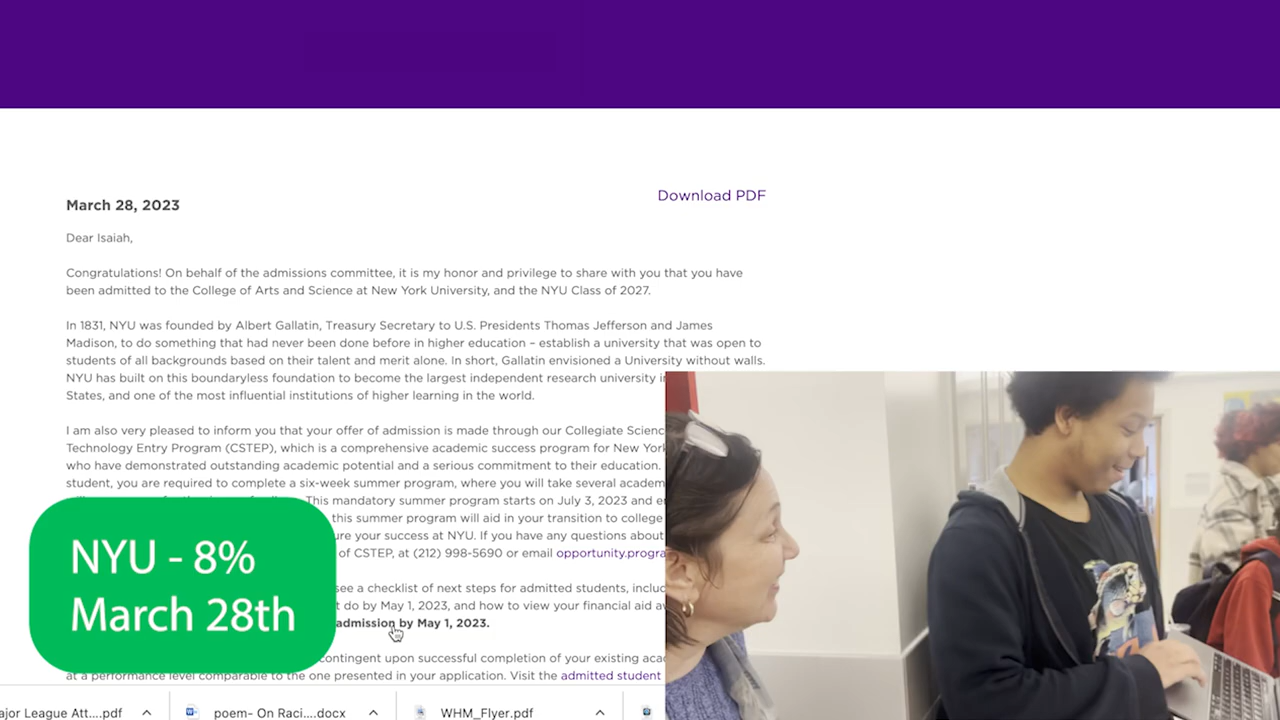 Download PDF
March 28, 2023
Dear Isaiah,
Congratulations! On behalf of the admissions committee, it is my honor and privilege to share with you that you have
been admitted to the College of Arts and Science at New York University, and the NYU Class of 2027.
In 1831, NYU was founded by Albert Gallatin, Treasury Secretary to U.S. Presidents Thomas Jefferson and James
Madison, to do something that had never been done before in higher education – establish a university that was open to
students of all backgrounds based on their talent and merit alone. In short, Gallatin envisioned a University without walls.
NYU has built on this boundaryless foundation to become the largest independent research university
States, and one of the most influential institutions of higher learning in the world.
I am also very pleased to inform you that your offer of admission is made through our Collegiate
Technology Entry Program (CSTEP), which is a comprehensive academic success program for New
who have demonstrated outstanding academic potential and a serious commitment to their education.
student, you are required to complete a six-week summer program, where you will take several
This mandatory summer program starts on July 3, 2023 and
this summer program will aid in your transition to college
your success at NYU. If you have any questions about
of CSTEP, at (212) 998-5690 or email
see a checklist of next steps for admitted students,
do by May 1, 2023, and how to view your financial aid
admission by May 1, 2023.
contingent upon successful completion of your existing
at a performance level comparable to the one presented in your application. Visit the admitted student
NYU - 8%
March 28th
ajor League Att....pdf
poem- On Raci....docx
WHM_Flyer.pdf